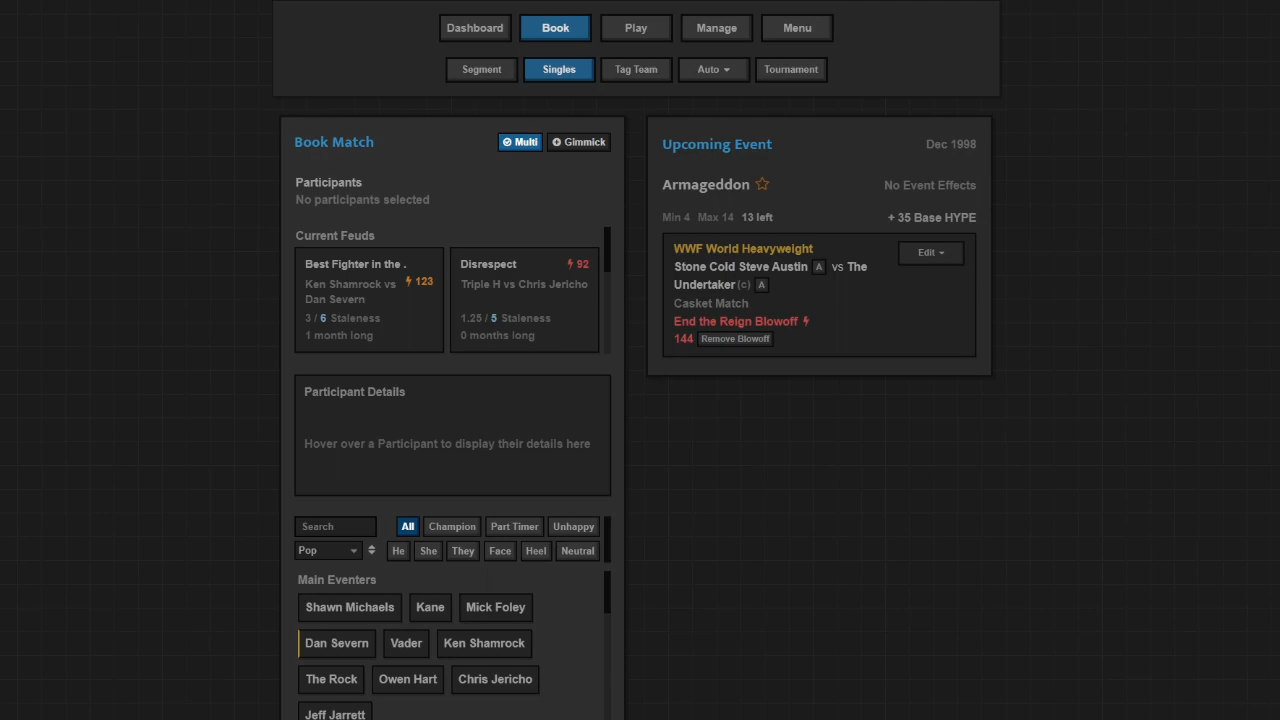 Dashboard Book Play Manage Menu
Segment Singles Tag Team Auto Tournament
Book Match Multi Gimmick
Participants
No participants selected
Current Feuds
Best Fighter in the .
123
Ken Shamrock vs
Dan Severn
3 / 6 Staleness
1 month long
Disrespect 92
Triple H vs Chris Jericho
1.25 / 5 Staleness
0 months long
Participant Details
Hover over a Participant to display their details here
Search All Champion Part Timer Unhappy
Pop He She They Face Heel Neutral
Main Eventers
Shawn Michaels Kane Mick Foley
Dan Severn Vader Ken Shamrock
The Rock Owen Hart Chris Jericho
Jeff Jarrett
Upcoming Event Dec 1998
Armageddon No Event Effects
Min 4 Max 14 13 left + 35 Base HYPE
WWF World Heavyweight Edit
Stone Cold Steve Austin A vs The
Undertaker (c) A
Casket Match
End the Reign Blowoff
144 Remove Blowoff